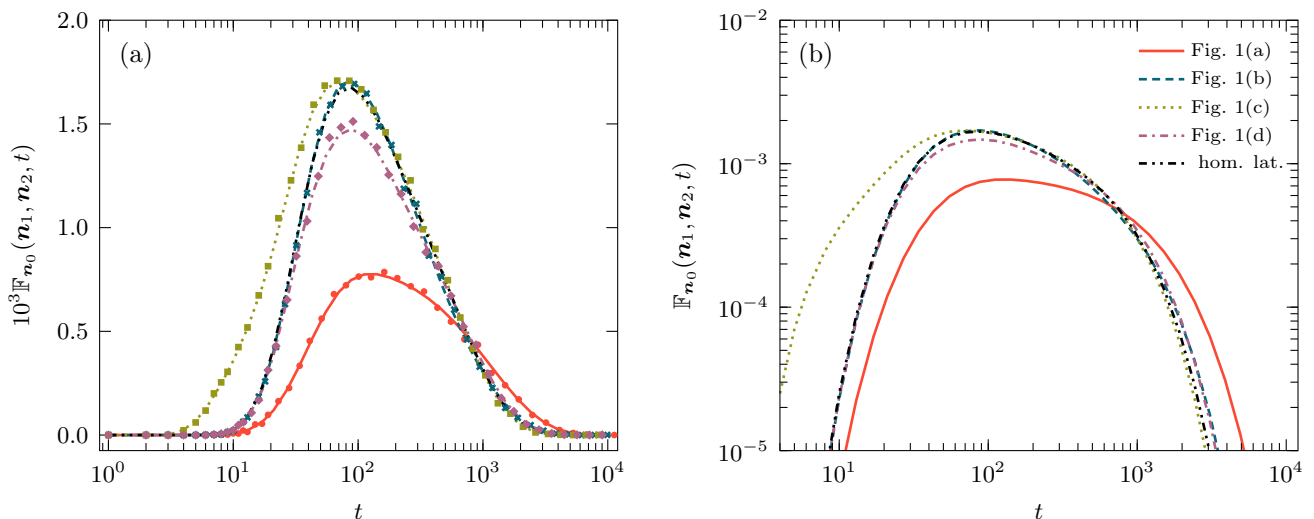 (a)
10³𝔽ₙ₀(n₁, n₂, t)
2.0
1.5
1.0
0.5
0.0
10⁰ 10¹ 10² 10³ 10⁴
t
(b)
𝔽ₙ₀(n₁, n₂, t)
10⁻²
10⁻³
10⁻⁴
10⁻⁵
Fig. 1(a)
Fig. 1(b)
Fig. 1(c)
Fig. 1(d)
hom. lat.
10¹ 10² 10³ 10⁴
t